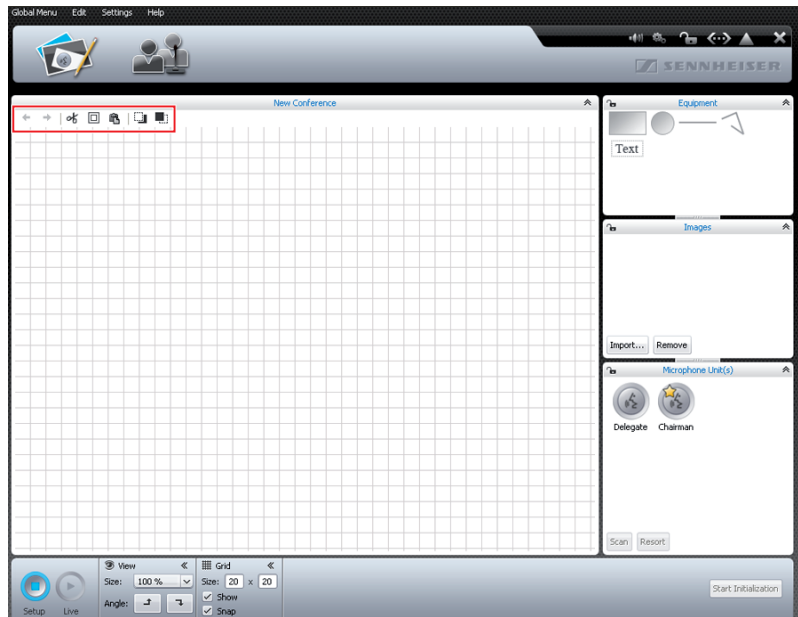 Global Menu Edit Settings Help
SENNHEISER
New Conference
Equipment
Text
Images
Import... Remove
Microphone Unit(s)
Delegate Chairman
Scan Resort
View Grid
Size: 100 % Size: 20 x 20
Angle: Show
Snap
Setup Live
Start Initialization